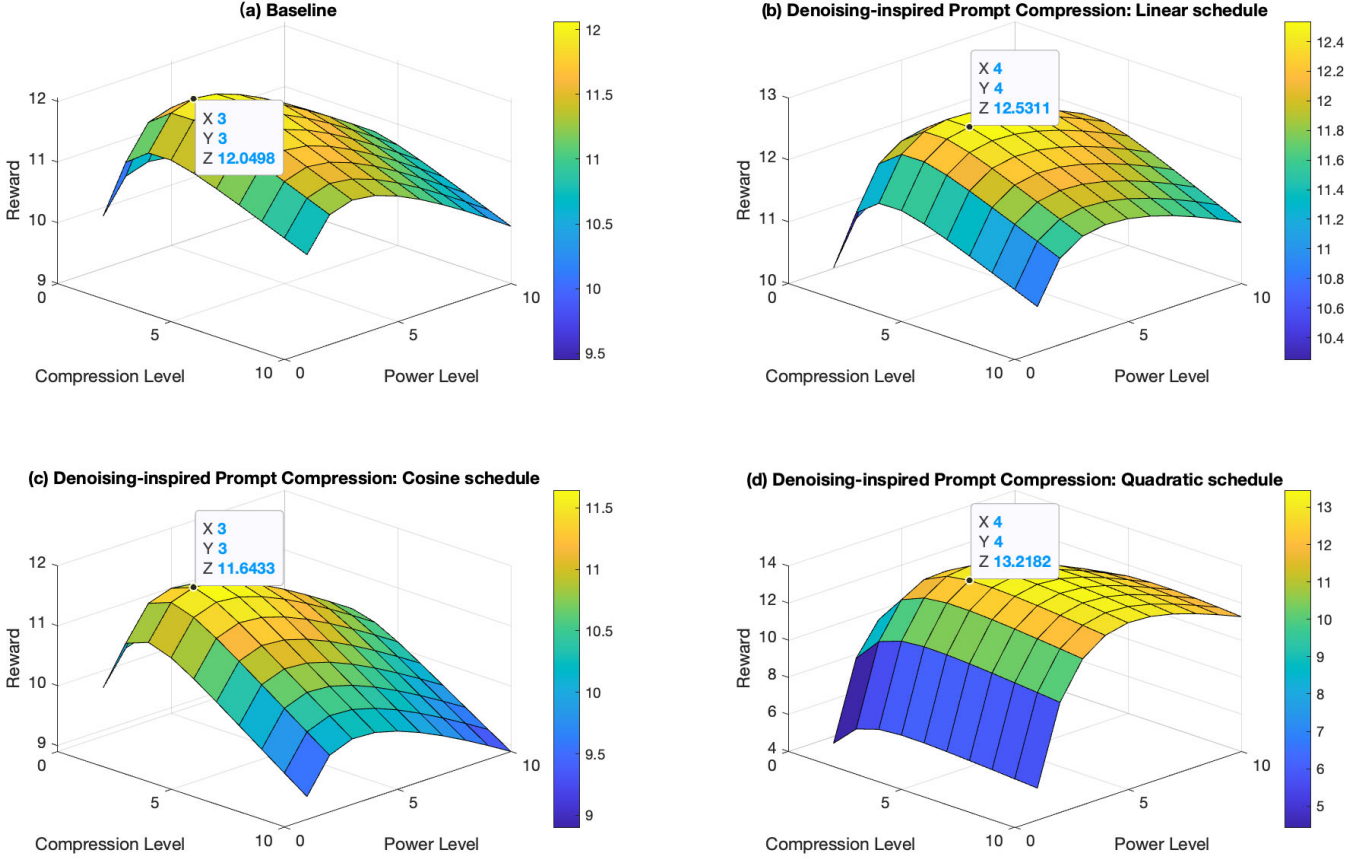 (a) Baseline
X 3
Y 3
Z 12.0498
12
11
10
9
Reward
0
5
10
Compression Level
0
5
10
Power Level
12
11.5
11
10.5
10
9.5
(b) Denoising-inspired Prompt Compression: Linear schedule
X 4
Y 4
Z 12.5311
13
12
11
10
Reward
0
5
10
Compression Level
0
5
10
Power Level
12.4
12.2
12
11.8
11.6
11.4
11.2
11
10.8
10.6
10.4
(c) Denoising-inspired Prompt Compression: Cosine schedule
X 3
Y 3
Z 11.6433
12
11
10
9
Reward
0
5
10
Compression Level
0
5
10
Power Level
11.5
11
10.5
10
9.5
9
(d) Denoising-inspired Prompt Compression: Quadratic schedule
X 4
Y 4
Z 13.2182
14
12
10
8
6
4
Reward
0
5
10
Compression Level
0
5
10
Power Level
13
12
11
10
9
8
7
6
5